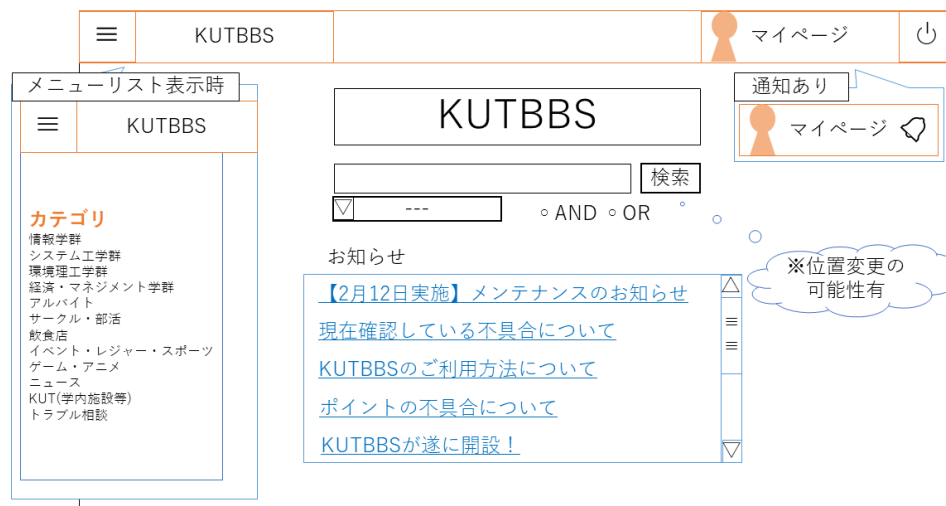 KUTBBS
マイページ
メニューリスト表示時
KUTBBS
カテゴリ
情報学群
システム工学群
環境理工学群
経済・マネジメント学群
アルバイト
サークル・部活
飲食店
イベント・レジャー・スポーツ
ゲーム・アニメ
ニュース
KUT(学内施設等)
トラブル相談
KUTBBS
検索
---
AND OR
お知らせ
【2月12日実施】メンテナンスのお知らせ
現在確認している不具合について
KUTBBSのご利用方法について
ポイントの不具合について
KUTBBSが遂に開設！
通知あり
マイページ
※位置変更の
可能性有